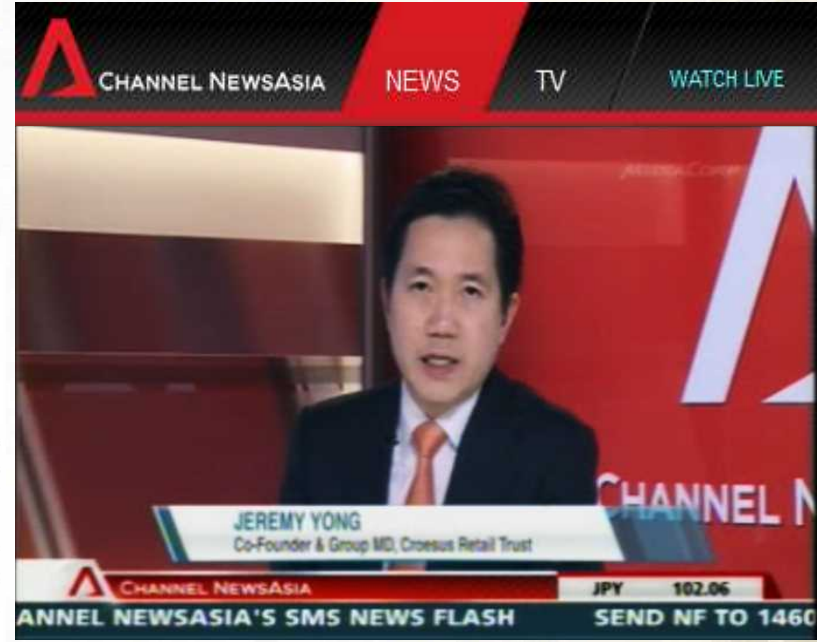 CHANNEL NEWSASIA NEWS TV WATCH LIVE
MEDIACORP
CHANNEL N
JEREMY YONG
Co-Founder & Group MD, Croesus Retail Trust
CHANNEL NEWSASIA JPY 102.06
ANNEL NEWSASIA'S SMS NEWS FLASH SEND NF TO 1460